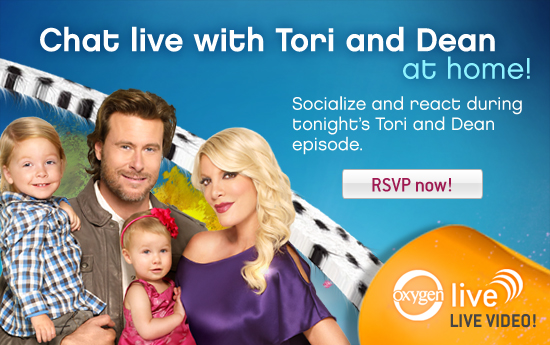 Chat live with Tori and Dean
at home!
Socialize and react during
tonight's Tori and Dean
episode.
RSVP now!
oxygen live
LIVE VIDEO!